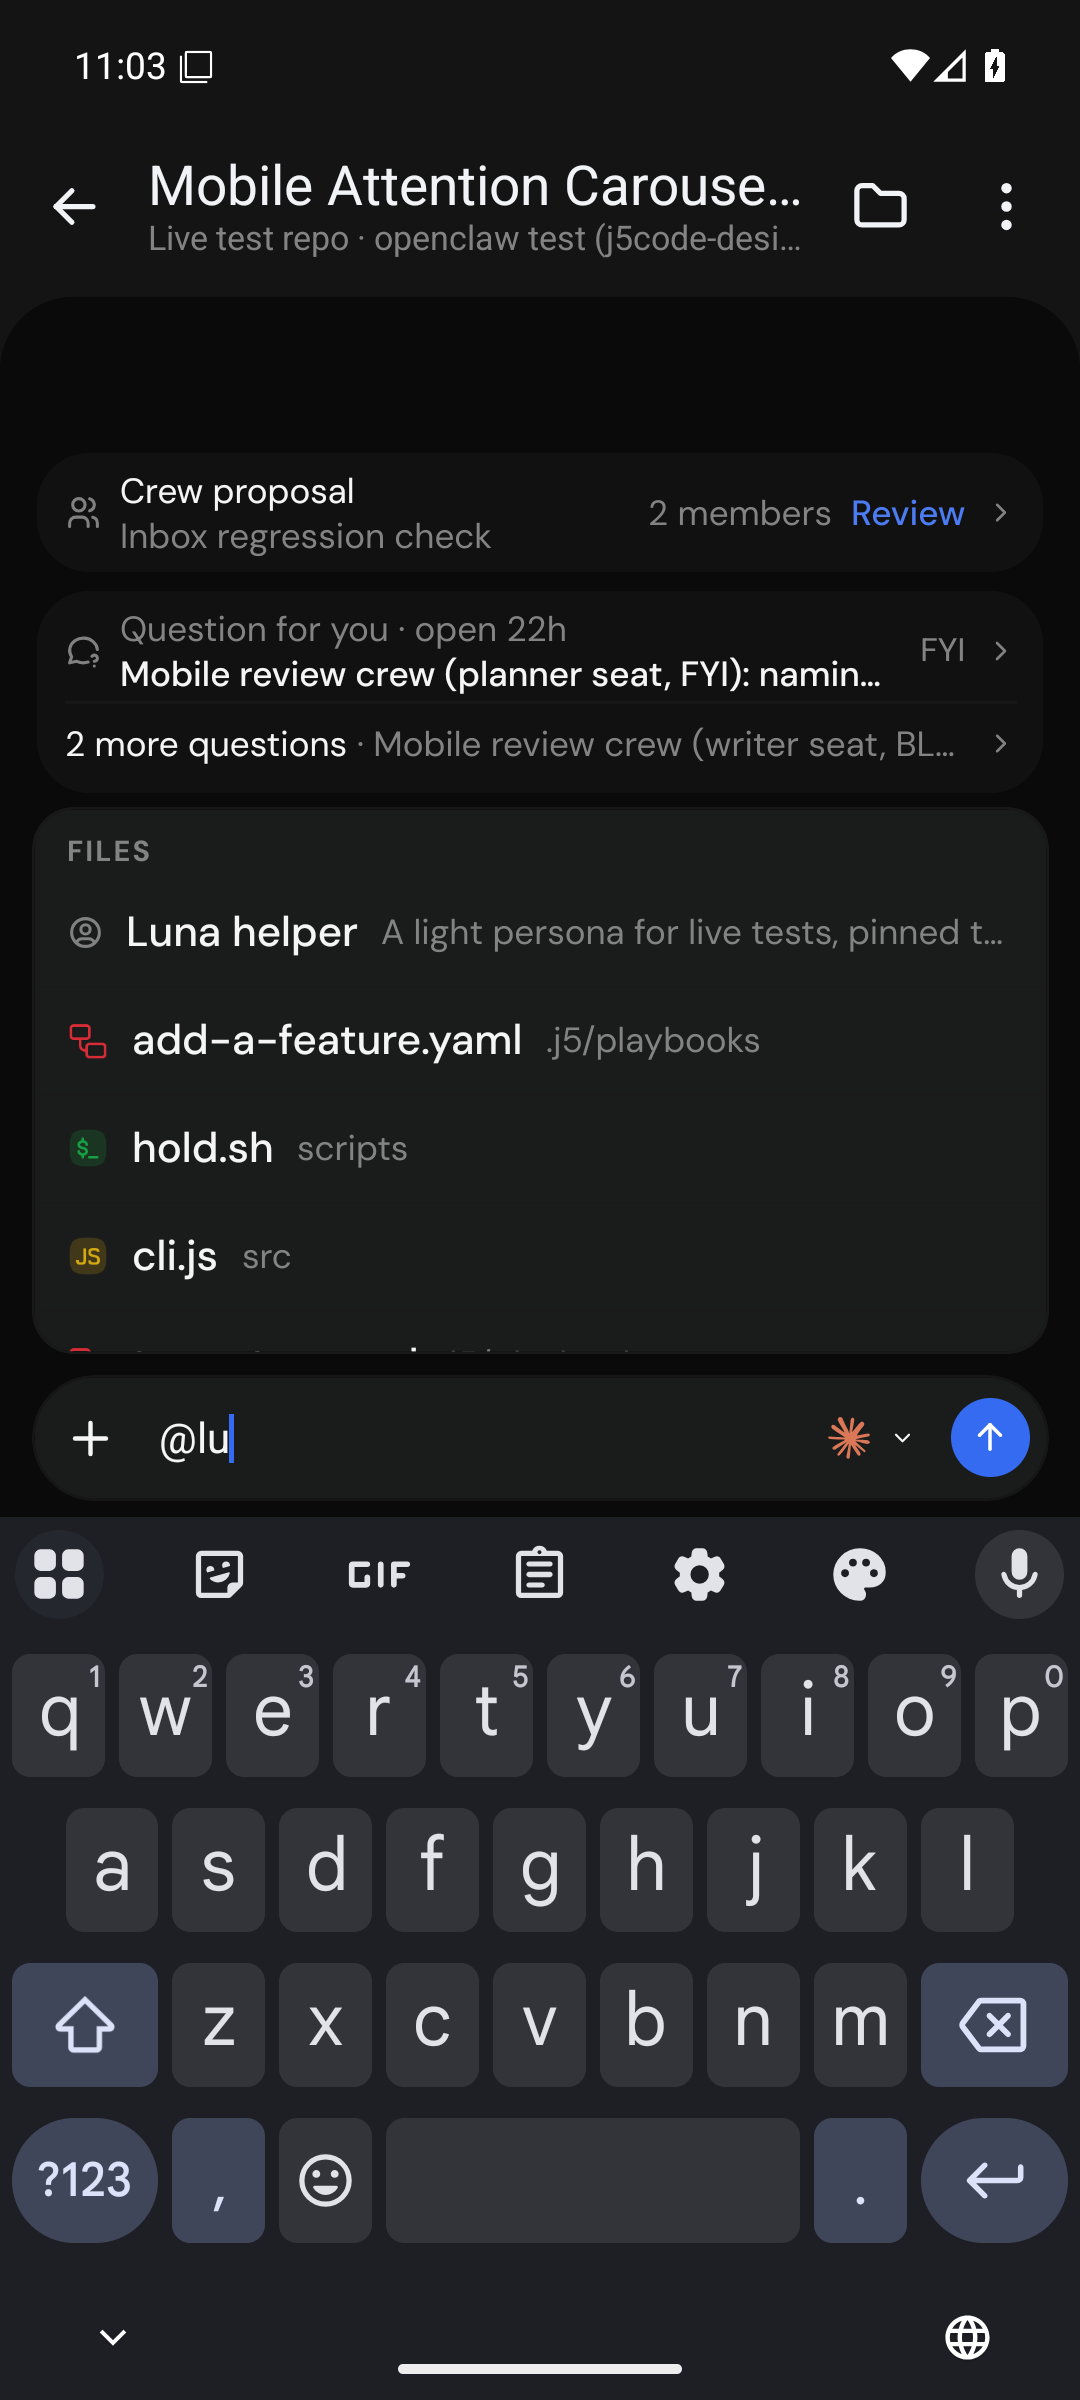 11:03
Mobile Attention Carouse...
Live test repo · openclaw test (j5code-desi...
Crew proposal
Inbox regression check
2 members Review
Question for you · open 22h
Mobile review crew (planner seat, FYI): namin...
FYI
2 more questions · Mobile review crew (writer seat, BL...
FILES
Luna helper A light persona for live tests, pinned t...
add-a-feature.yaml .j5/playbooks
$_ hold.sh scripts
JS cli.js src
@lu
GIF
q1 w2 e3 r4 t5 y6 u7 i8 o9 p0
a s d f g h j k l
z x c v b n m
?123 , .